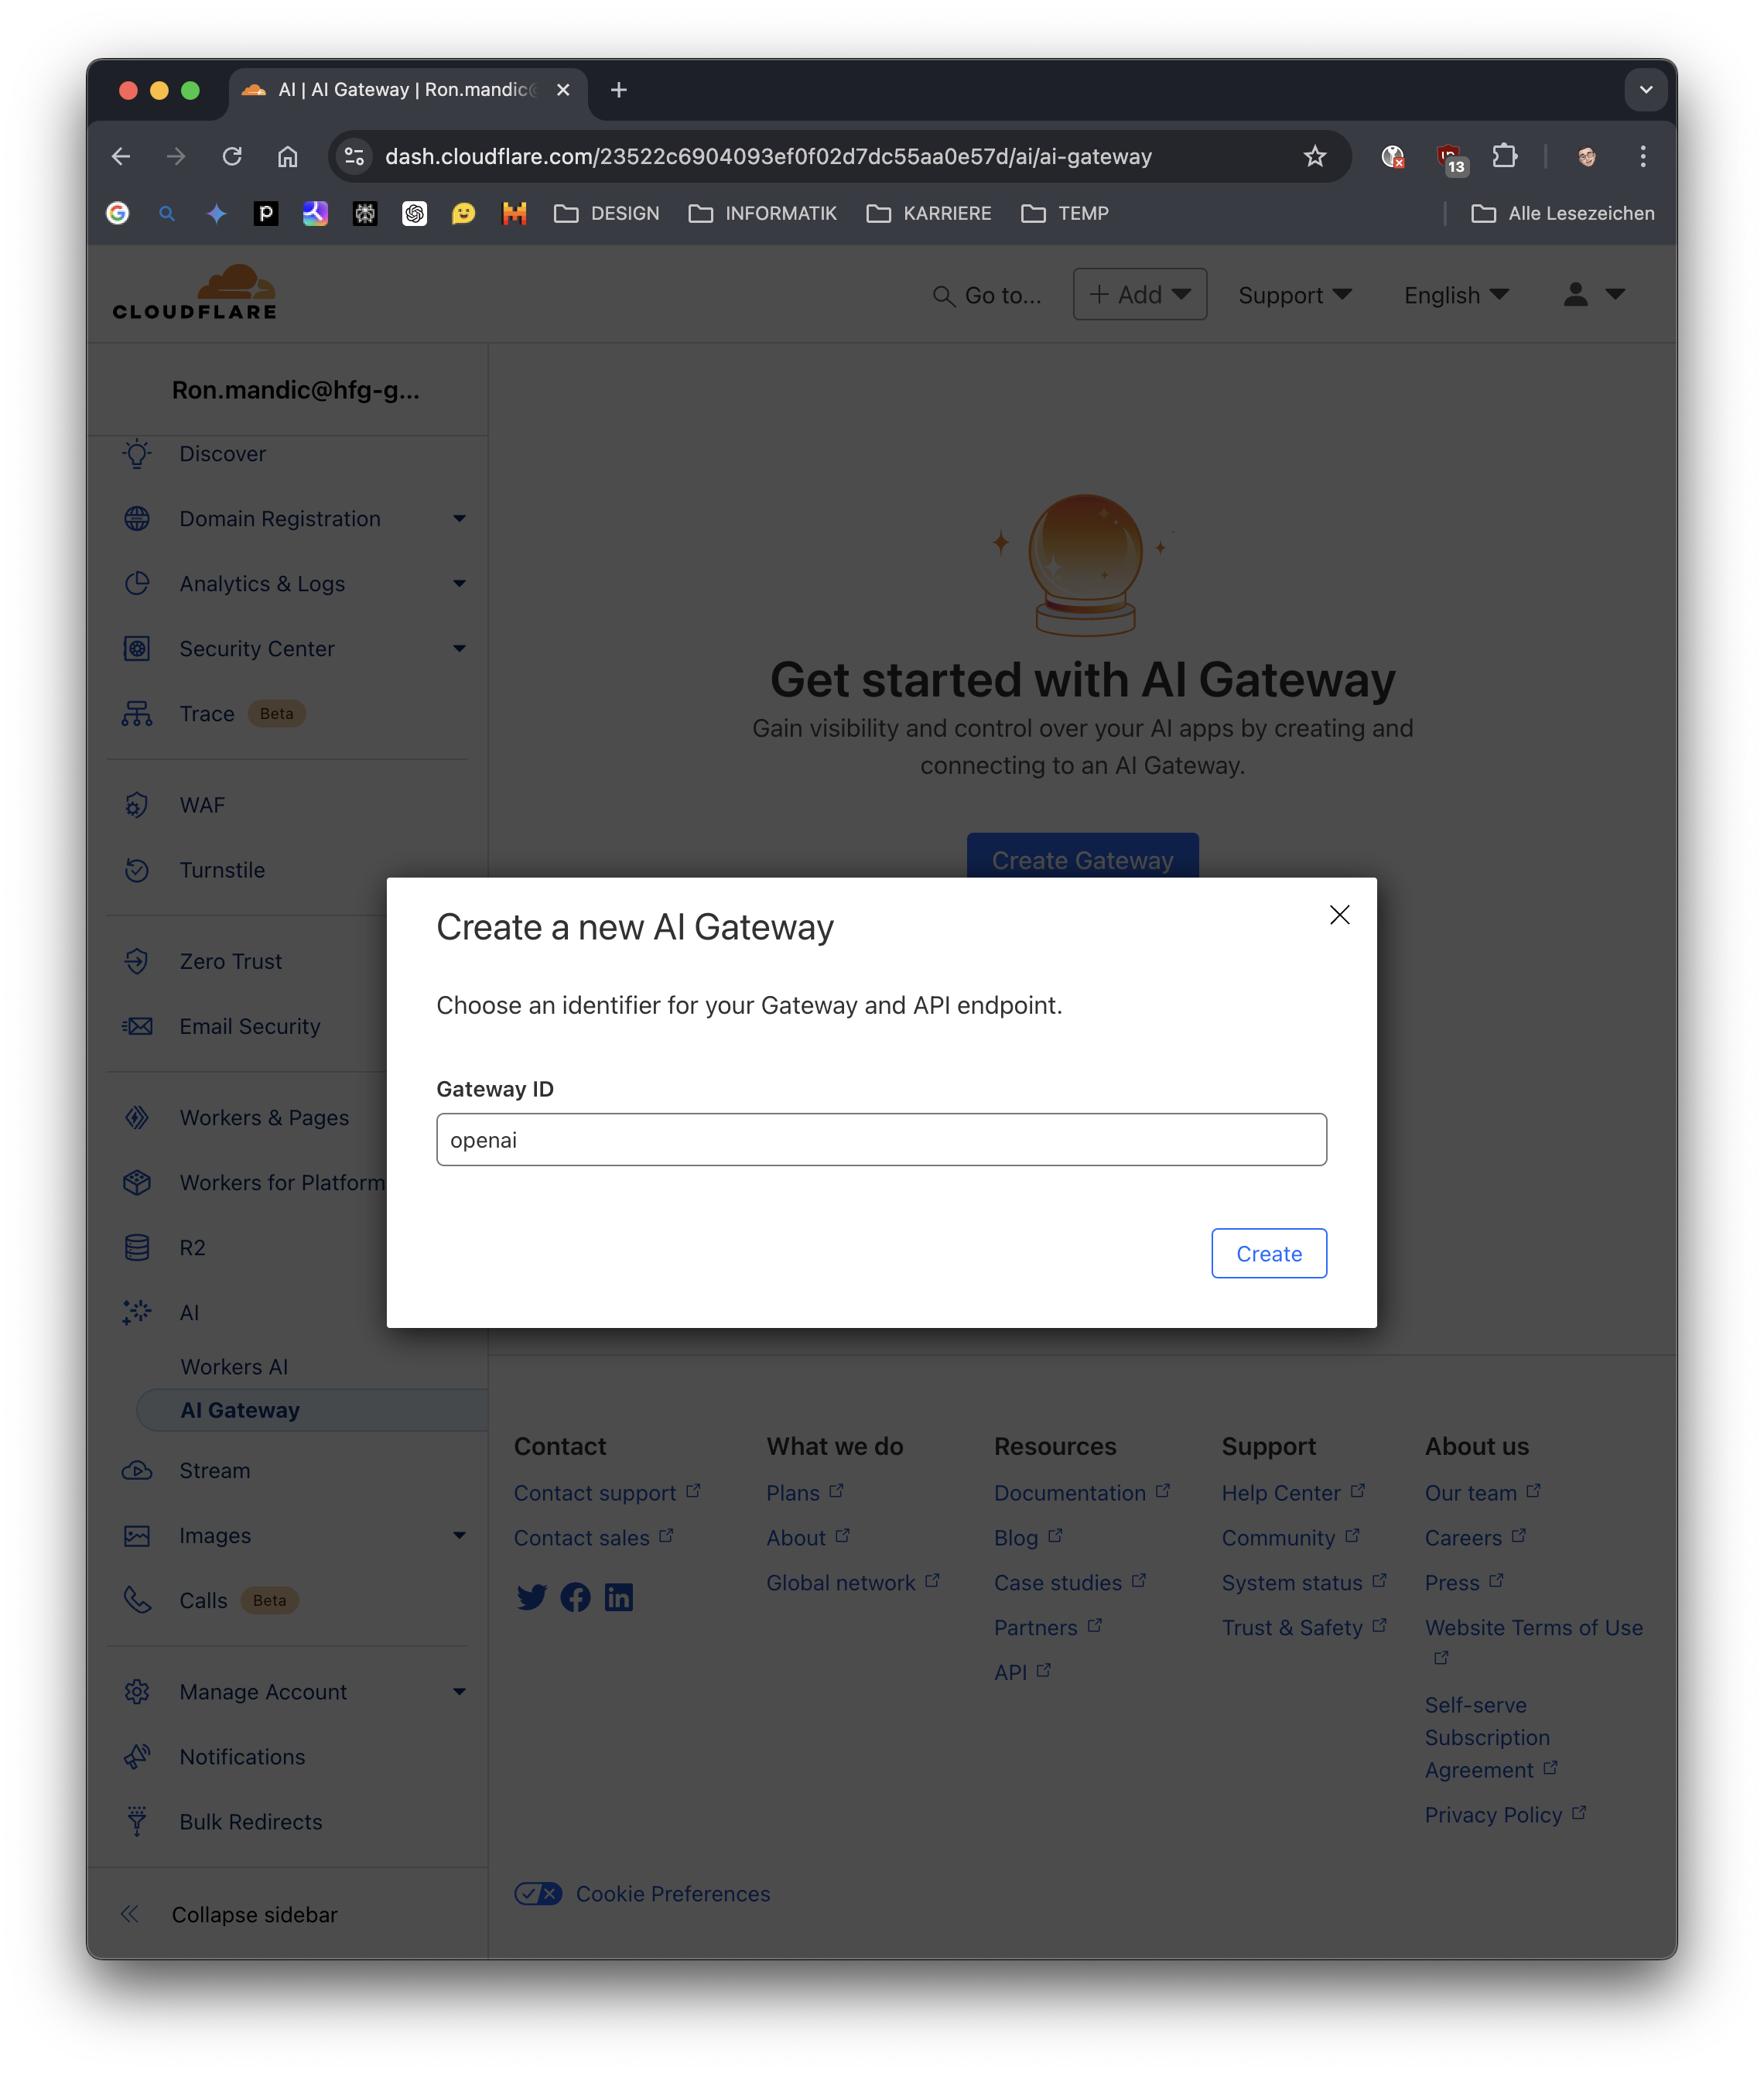 AI | AI Gateway | Ron.mandic@
dash.cloudflare.com/23522c6904093ef0f02d7dc55aa0e57d/ai/ai-gateway
13
DESIGN
INFORMATIK
KARRIERE
TEMP
Alle Lesezeichen
CLOUDFLARE
Go to...
Add
Support
English
Ron.mandic@hfg-g...
Discover
Domain Registration
Analytics & Logs
Security Center
Trace Beta
WAF
Turnstile
Zero Trust
Email Security
Workers & Pages
Workers for Platform
R2
AI
Workers AI
AI Gateway
Stream
Images
Calls Beta
Manage Account
Notifications
Bulk Redirects
Collapse sidebar
Get started with AI Gateway
Gain visibility and control over your AI apps by creating and
connecting to an AI Gateway.
Create Gateway
Create a new AI Gateway
Choose an identifier for your Gateway and API endpoint.
Gateway ID
openai
Create
Contact
Contact support
Contact sales
What we do
Plans
About
Global network
Resources
Documentation
Blog
Case studies
Partners
API
Support
Help Center
Community
System status
Trust & Safety
About us
Our team
Careers
Press
Website Terms of Use
Self-serve
Subscription
Agreement
Privacy Policy
Cookie Preferences